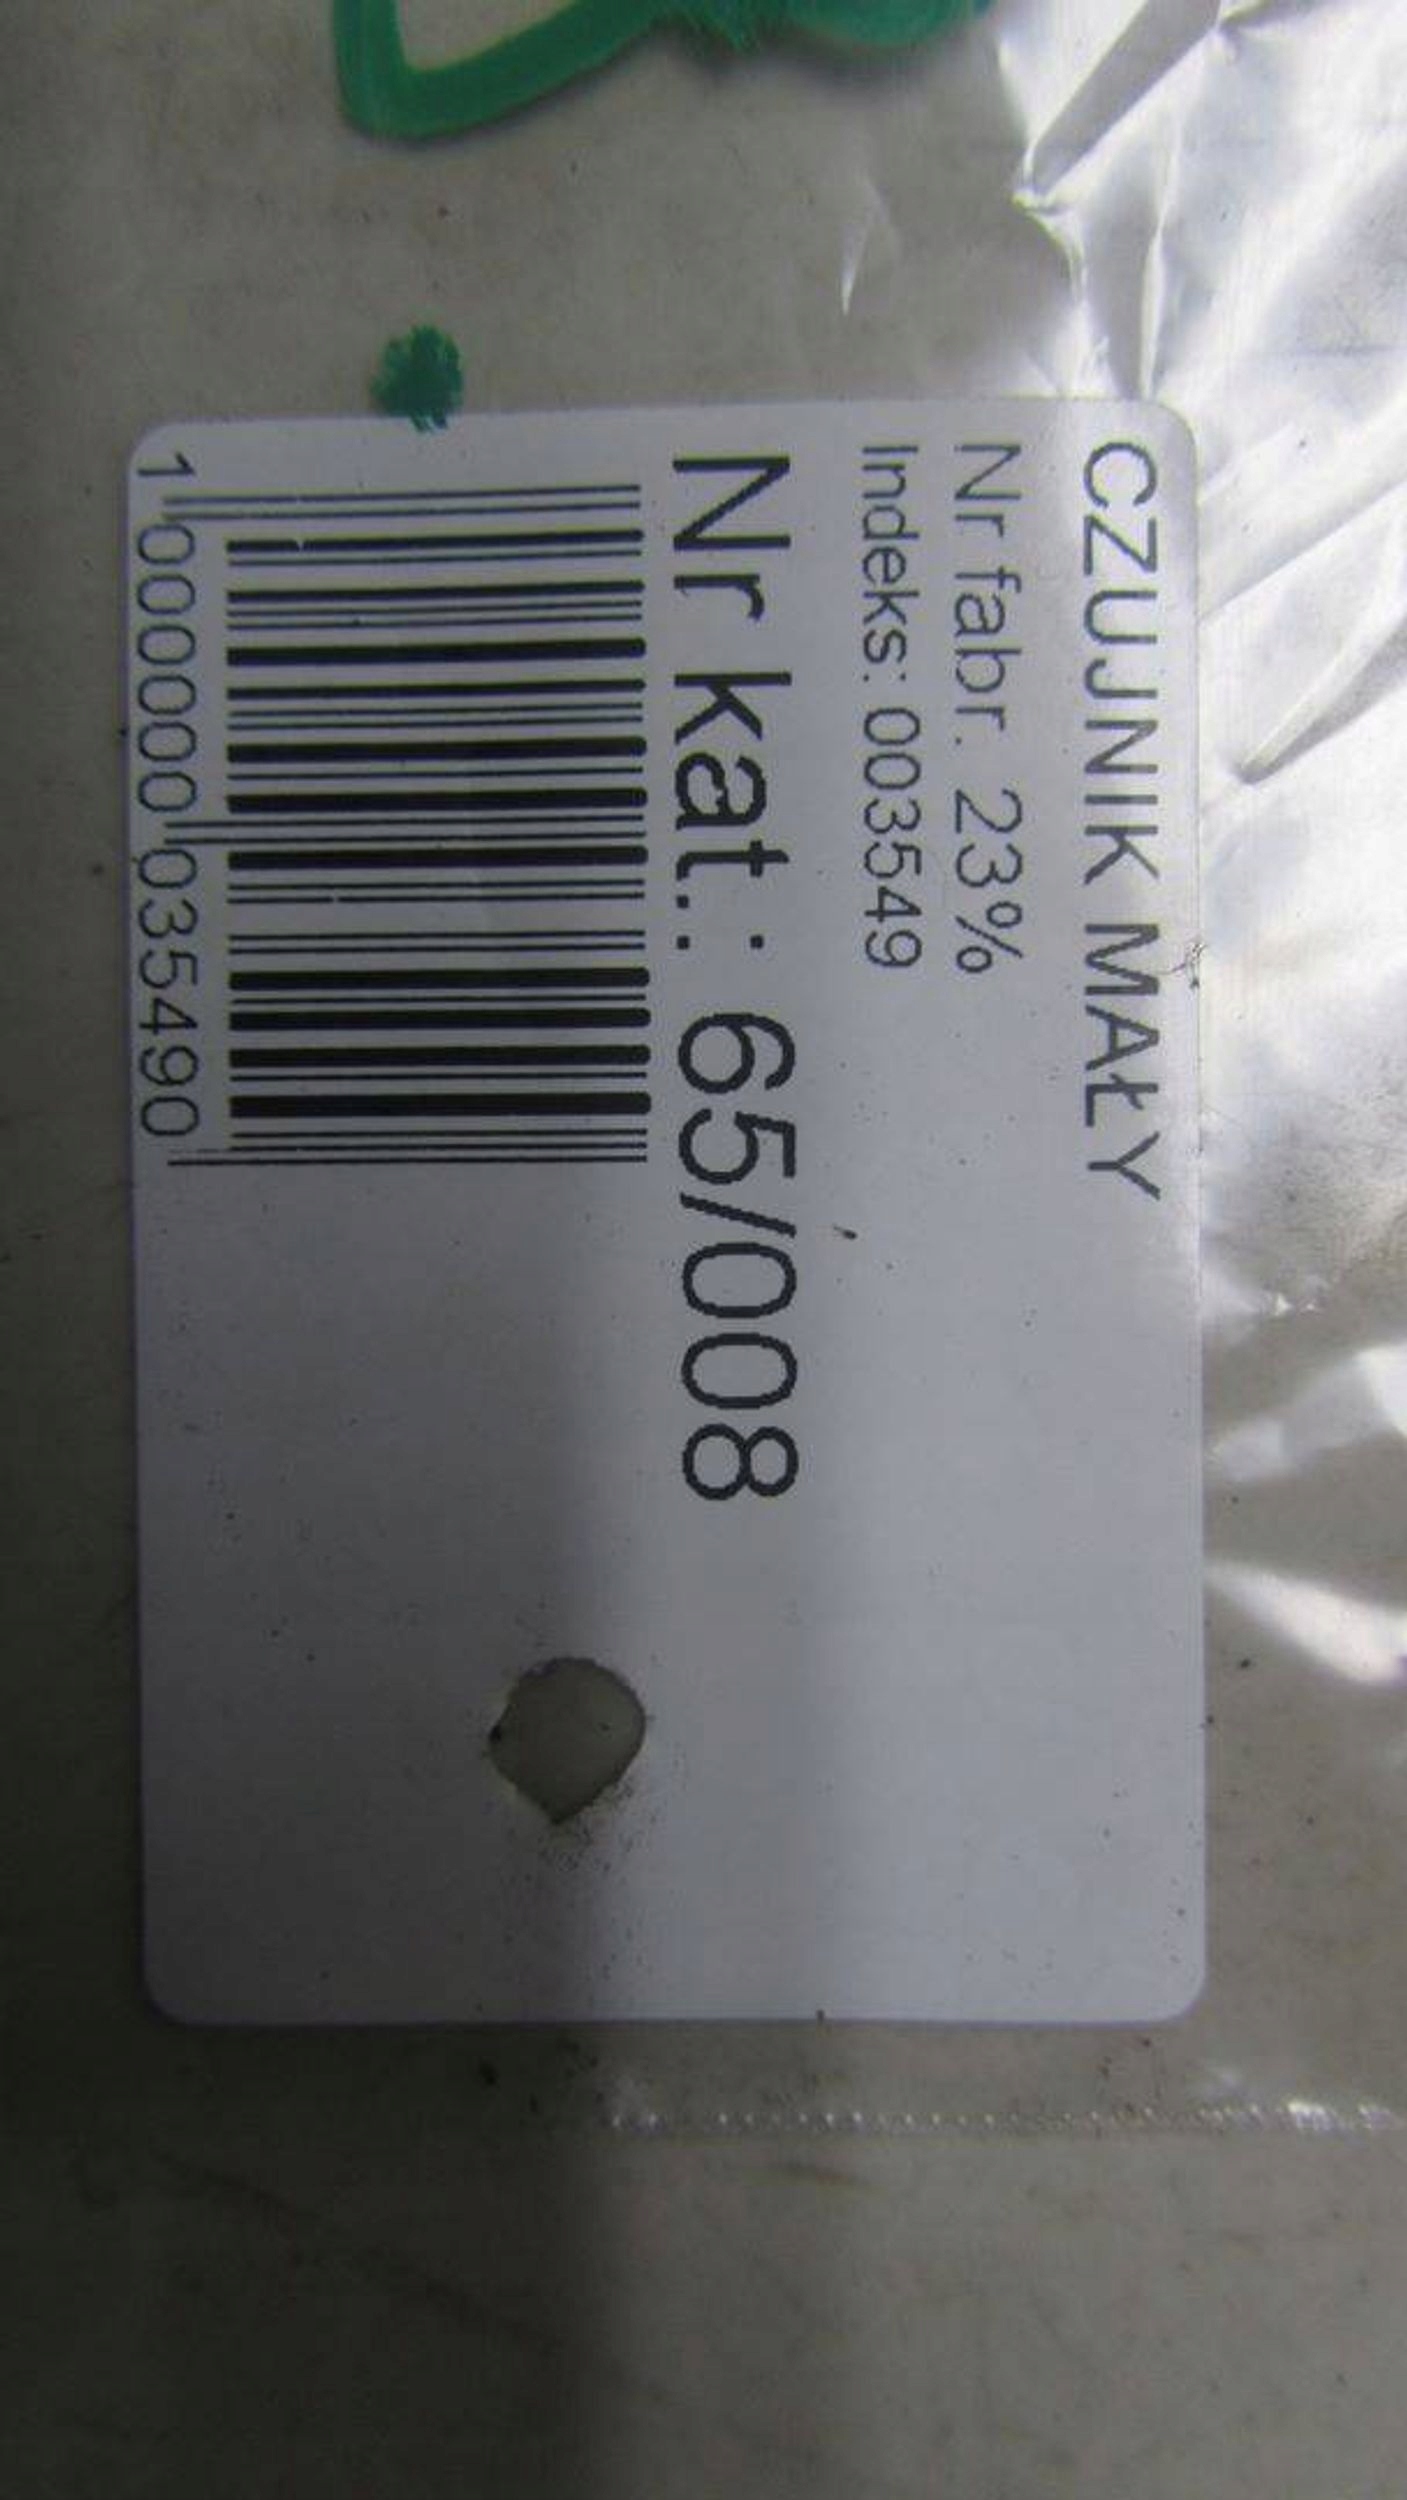 CZUJNIK MAŁY
Nr fabr. 23%
Indeks: 003549
Nr kat.: 65/008
1 000000 035490